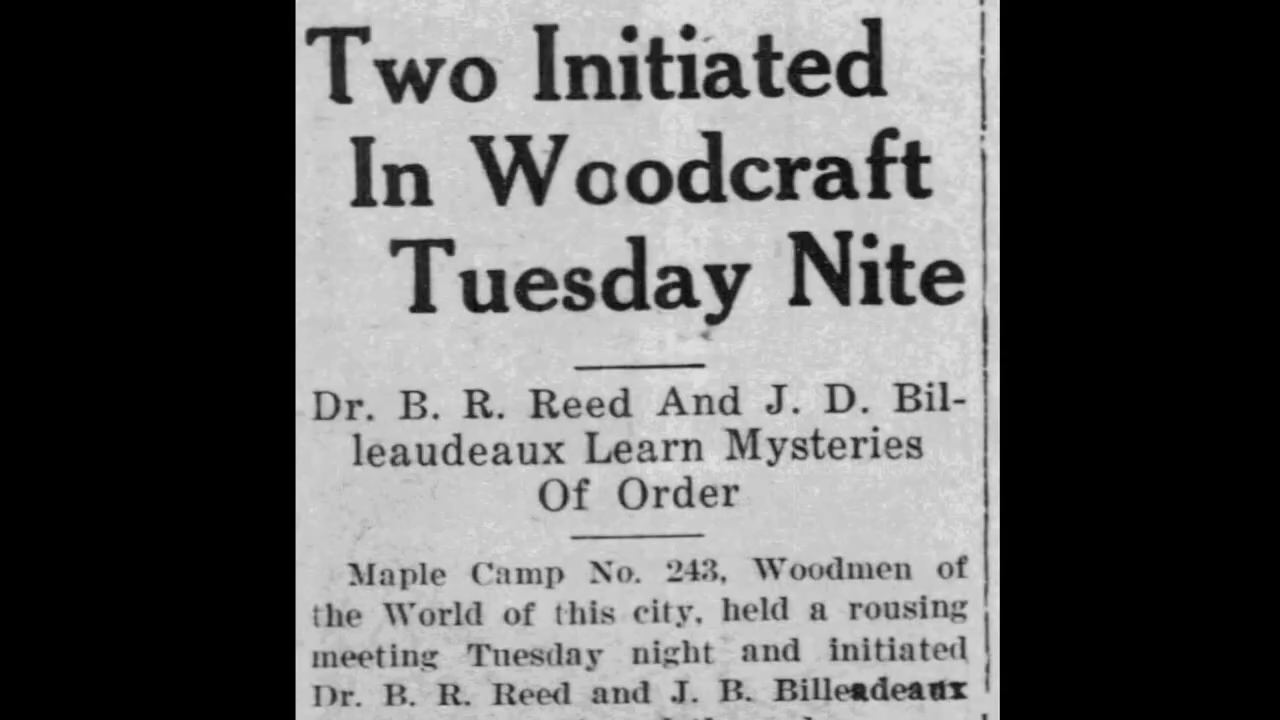 Two Initiated
In Woodcraft
Tuesday Nite
Dr. B. R. Reed And J. D. Bil-
leaudeaux Learn Mysteries
Of Order
Maple Camp No. 243, Woodmen of
the World of this city, held a rousing
meeting Tuesday night and initiated
Dr. B. R. Reed and J. B. Billeadeaux